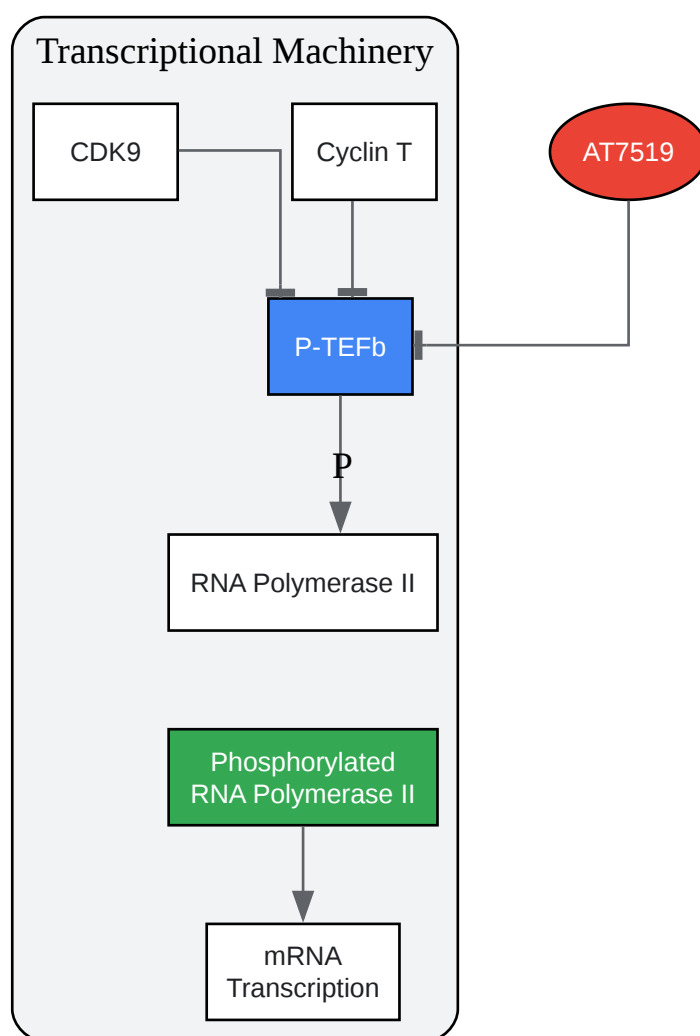 Transcriptional Machinery
CDK9
Cyclin T
AT7519
P-TEFb
P
RNA Polymerase II
Phosphorylated
RNA Polymerase II
mRNA
Transcription